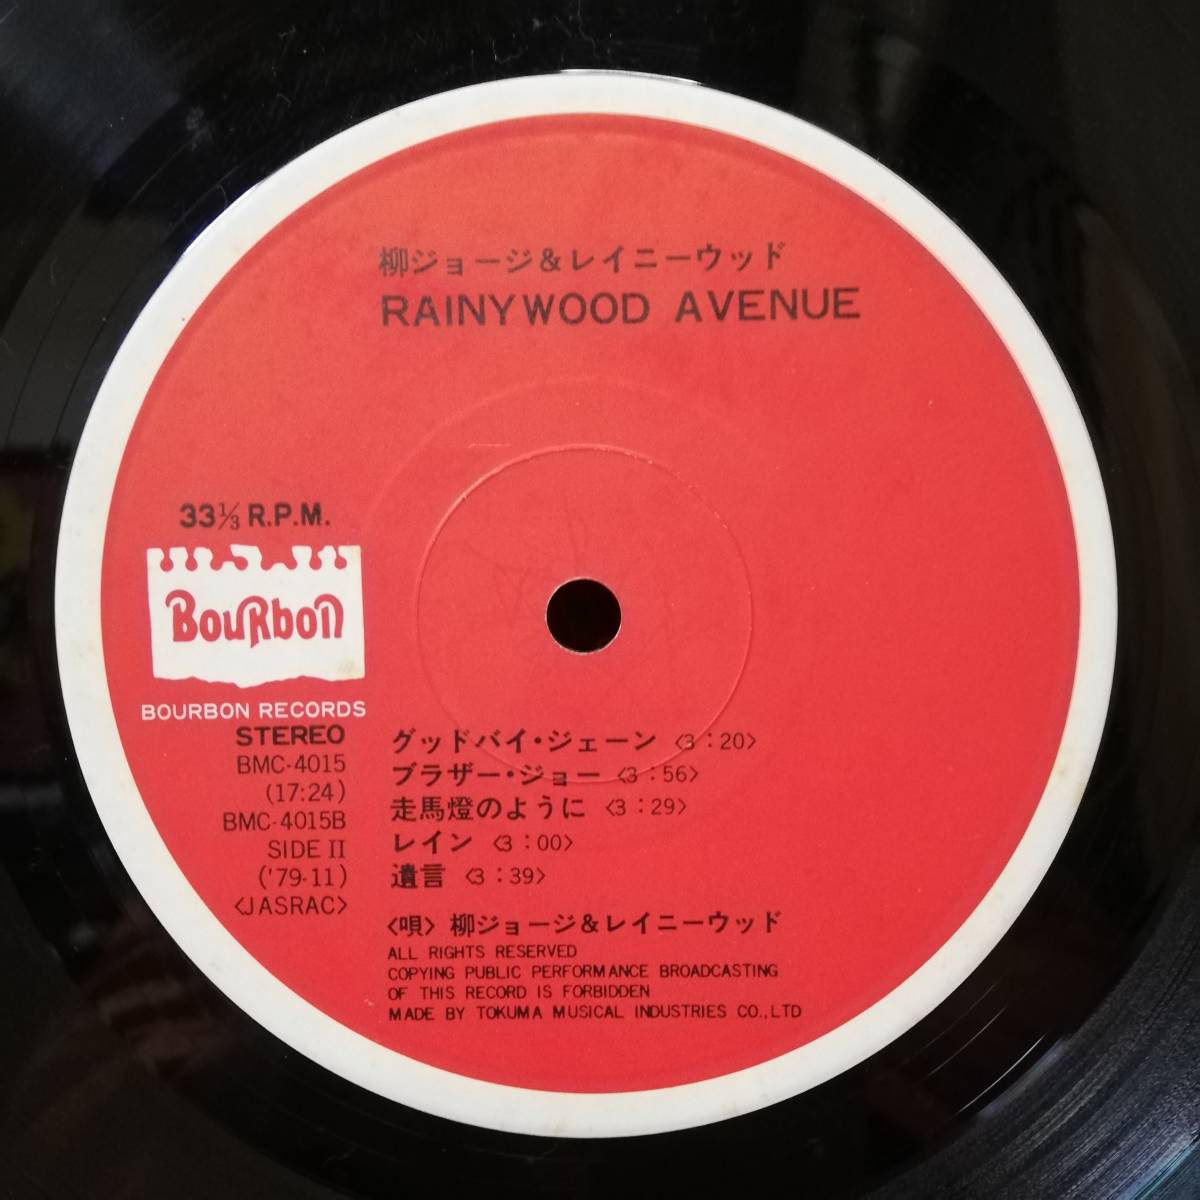 柳ジョージ&レイニーウッド
RAINYWOOD AVENUE
33⅓ R.P.M.
BouRbon
BOURBON RECORDS
STEREO
BMC-4015
(17:24)
BMC-4015B
SIDE II
('79-11)
<JASRAC>
グッドバイ・ジェーン <3:20>
ブラザー・ジョー <3:56>
走馬燈のように <3:29>
レイン <3:00>
遺言 <3:39>
<唄> 柳ジョージ&レイニーウッド
ALL RIGHTS RESERVED
COPYING PUBLIC PERFORMANCE BROADCASTING
OF THIS RECORD IS FORBIDDEN
MADE BY TOKUMA MUSICAL INDUSTRIES CO.,LTD